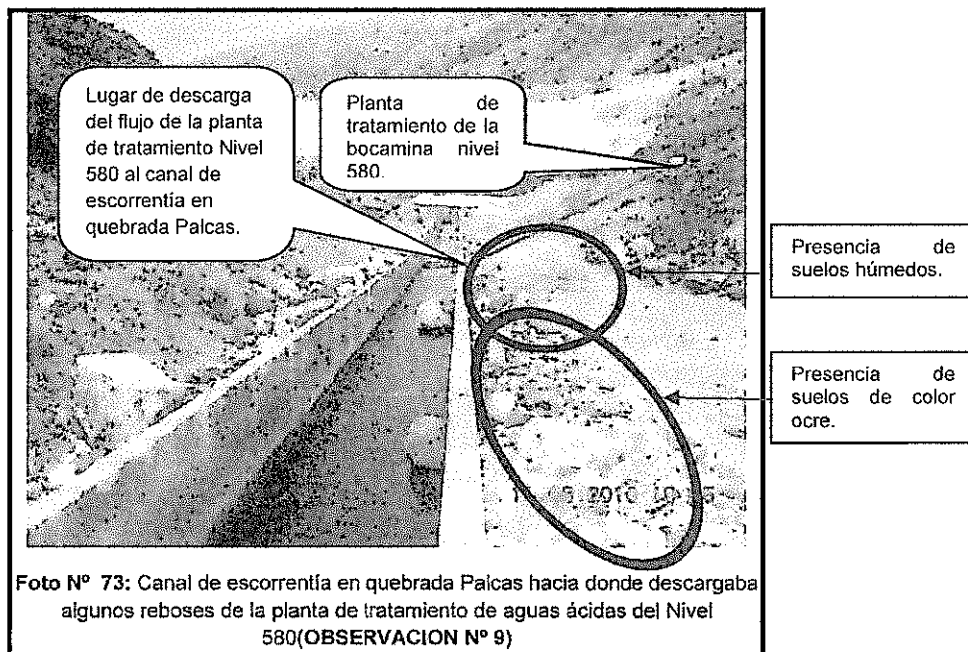 Lugar de descarga
del flujo de la planta
de tratamiento Nivel
580 al canal de
escorrentía en
quebrada Palcas.
Planta de
tratamiento de la
bocamina nivel
580.
Presencia de
suelos húmedos.
Presencia de
suelos de color
ocre.
Foto Nº 73: Canal de escorrentía en quebrada Palcas hacia donde descargaba
algunos reboses de la planta de tratamiento de aguas ácidas del Nivel
580(OBSERVACION Nº 9)